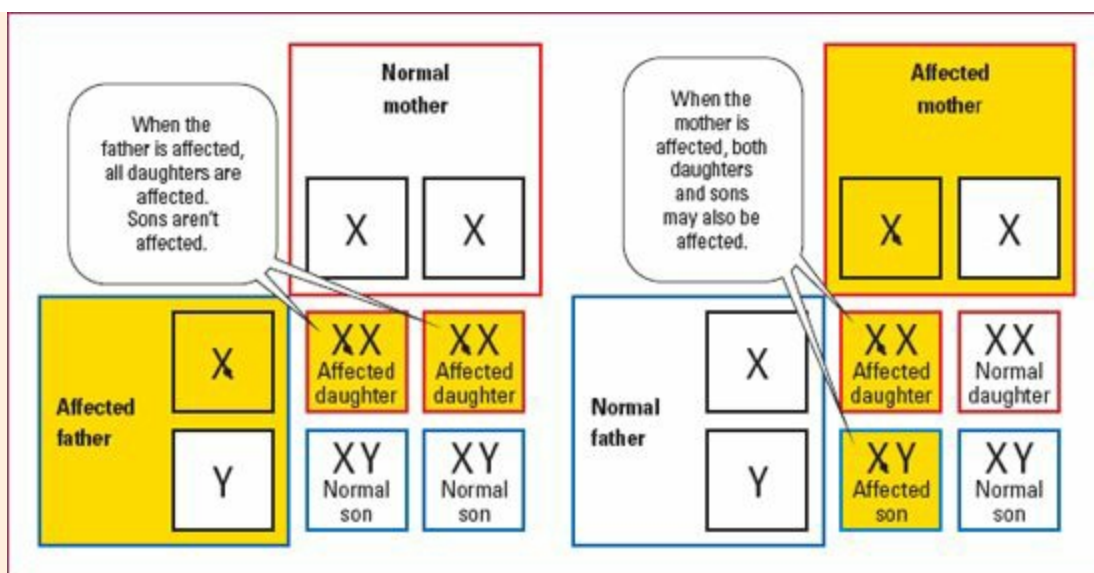 Normal
mother
When the
father is affected,
all daughters are
affected.
Sons aren't
affected.
X
X
Affected
father
X
Y
XX
Affected
daughter
XX
Affected
daughter
XY
Normal
son
XY
Normal
son
Affected
mother
When the
mother is
affected, both
daughters
and sons
may also be
affected.
X
X
Normal
father
X
Y
XX
Affected
daughter
XX
Normal
daughter
XY
Affected
son
XY
Normal
son